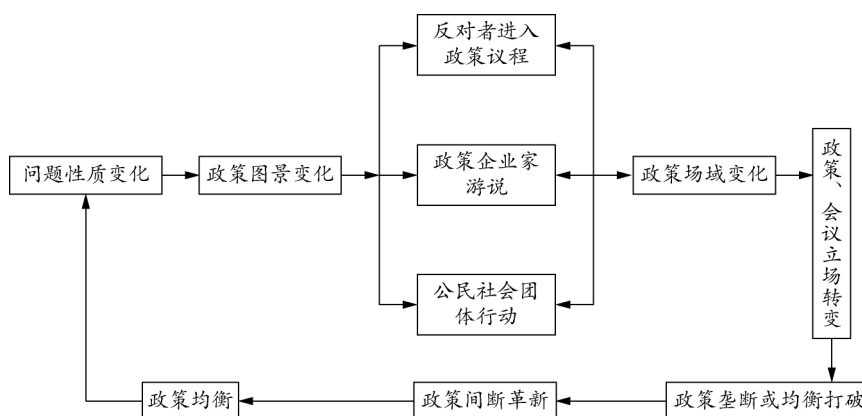 反对者进入
政策议程
问题性质变化
政策图景变化
政策企业家
游说
政策场域变化
政策、会议立场转变
公民社会团
体行动
政策均衡
政策间断革新
政策垄断或均衡打破